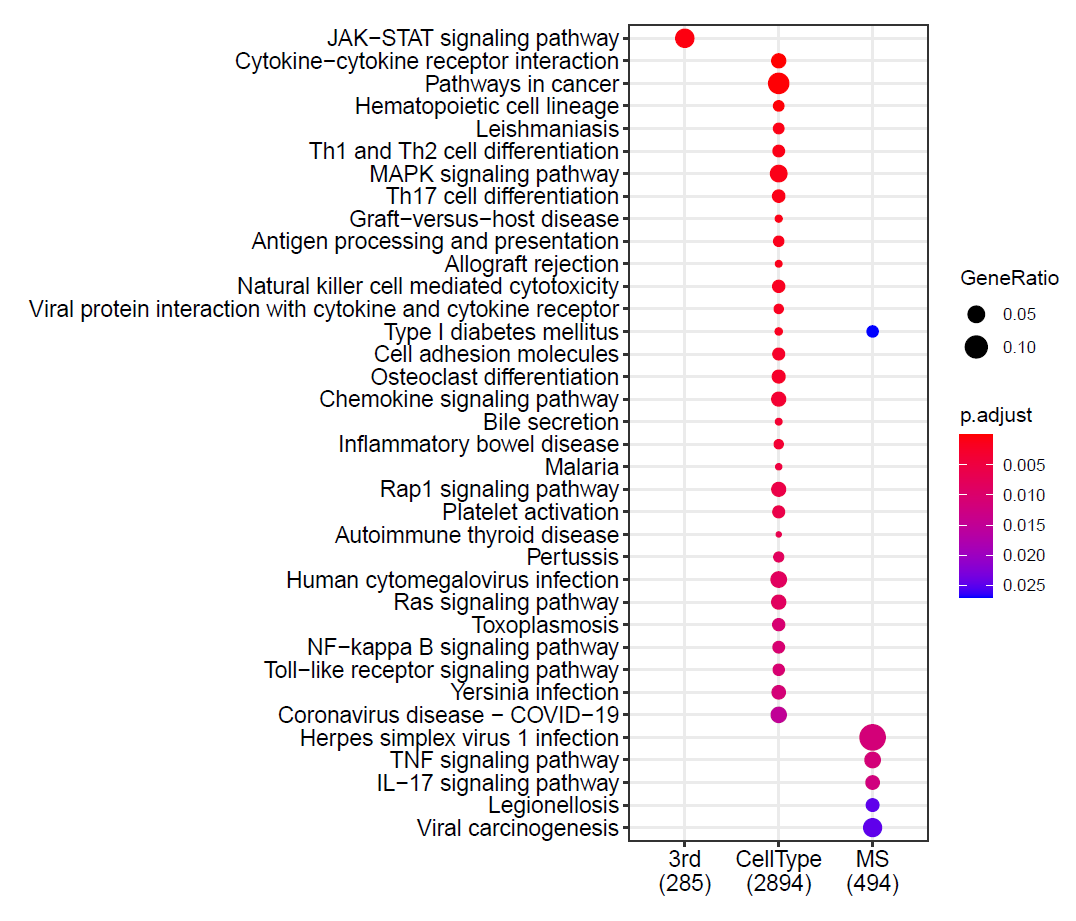 JAK−STAT signaling pathway
Cytokine−cytokine receptor interaction
Pathways in cancer
Hematopoietic cell lineage
Leishmaniasis
Th1 and Th2 cell differentiation
MAPK signaling pathway
Th17 cell differentiation
Graft−versus−host disease
Antigen processing and presentation
Allograft rejection
Natural killer cell mediated cytotoxicity
Viral protein interaction with cytokine and cytokine receptor
Type I diabetes mellitus
Cell adhesion molecules
Osteoclast differentiation
Chemokine signaling pathway
Bile secretion
Inflammatory bowel disease
Malaria
Rap1 signaling pathway
Platelet activation
Autoimmune thyroid disease
Pertussis
Human cytomegalovirus infection
Ras signaling pathway
Toxoplasmosis
NF−kappa B signaling pathway
Toll−like receptor signaling pathway
Yersinia infection
Coronavirus disease − COVID−19
Herpes simplex virus 1 infection
TNF signaling pathway
IL−17 signaling pathway
Legionellosis
Viral carcinogenesis
3rd CellType MS
(285) (2894) (494)
GeneRatio
0.05
0.10
p.adjust
0.005
0.010
0.015
0.020
0.025